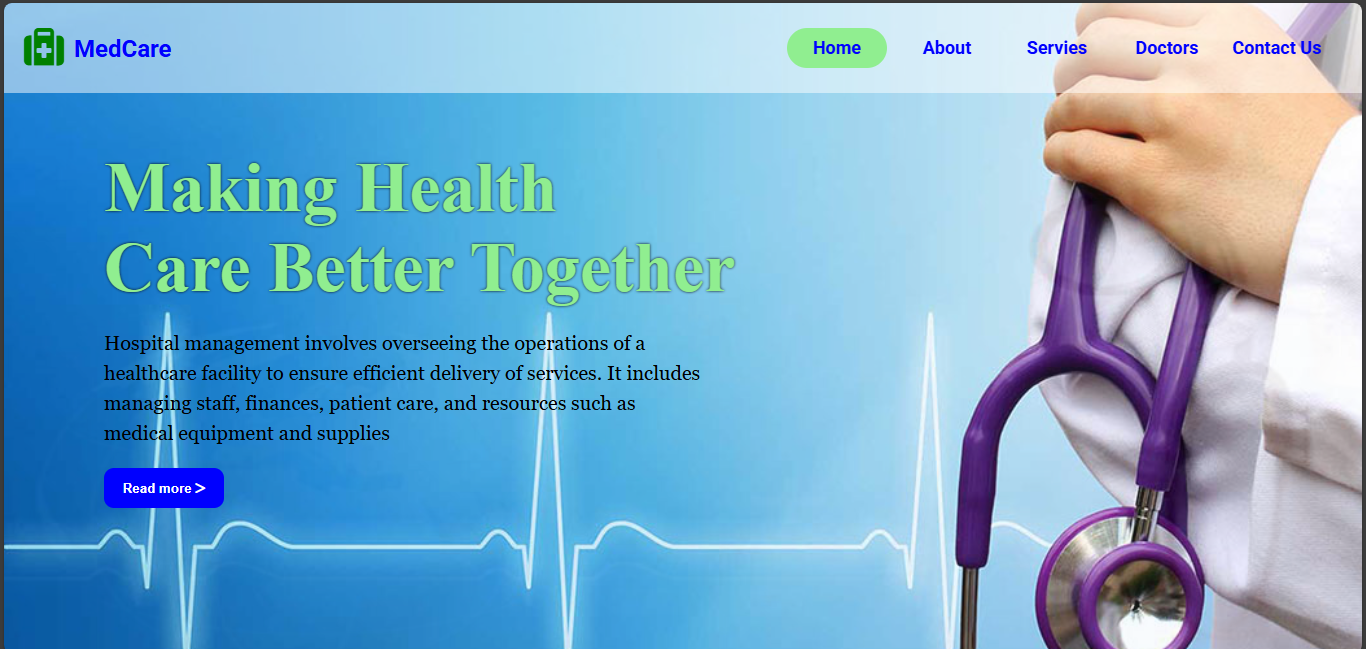 MedCare
Home About Servies Doctors Contact Us
Making Health
Care Better Together
Hospital management involves overseeing the operations of a
healthcare facility to ensure efficient delivery of services. It includes
managing staff, finances, patient care, and resources such as
medical equipment and supplies
Read more >